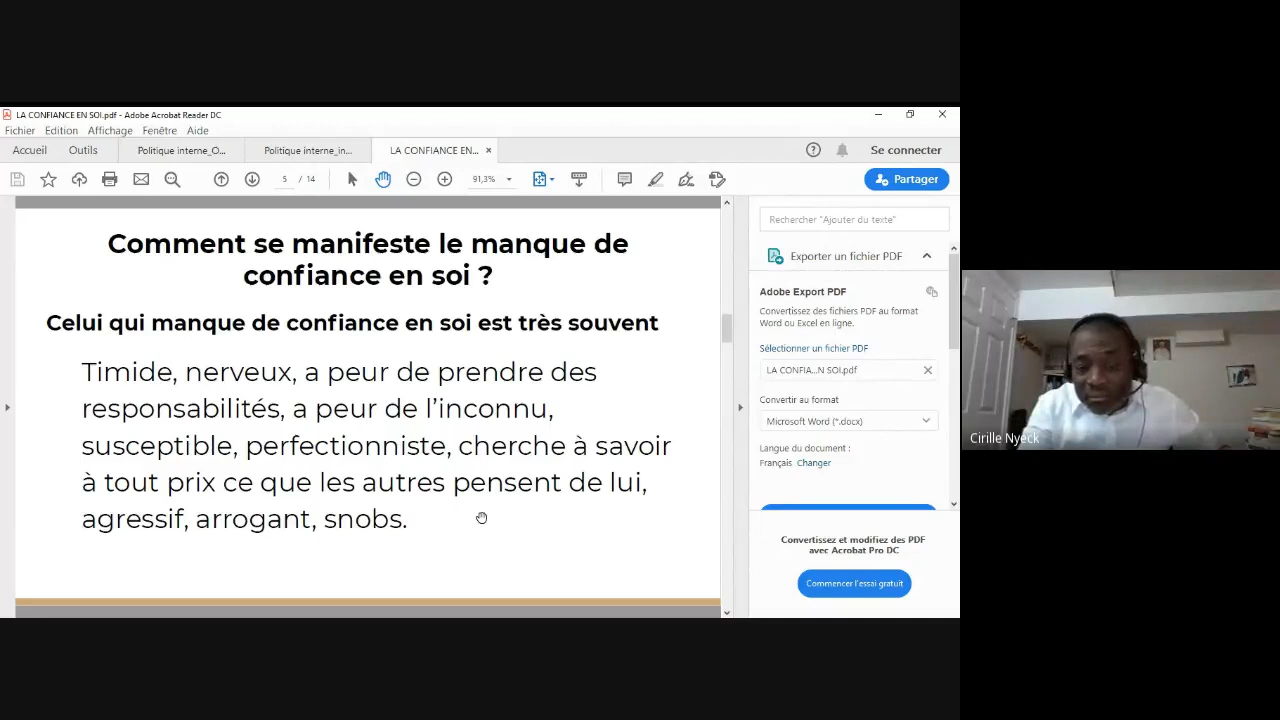 LA CONFIANCE EN SOI.pdf - Adobe Acrobat Reader DC
Fichier Edition Affichage Fenêtre Aide
Accueil Outils Politique interne_O... Politique interne_in... LA CONFIANCE EN... × Se connecter
5 / 14 91,3% Partager
Comment se manifeste le manque de
confiance en soi ?
Celui qui manque de confiance en soi est très souvent
Timide, nerveux, a peur de prendre des
responsabilités, a peur de l’inconnu,
susceptible, perfectionniste, cherche à savoir
à tout prix ce que les autres pensent de lui,
agressif, arrogant, snobs.
Rechercher "Ajouter du texte"
Exporter un fichier PDF
Adobe Export PDF
Convertissez des fichiers PDF au format
Word ou Excel en ligne.
Sélectionner un fichier PDF
LA CONFIA...N SOI.pdf
Convertir au format
Microsoft Word (*.docx)
Langue du document :
Français Changer
Convertissez et modifiez des PDF
avec Acrobat Pro DC
Commencer l'essai gratuit
Cirille Nyeck